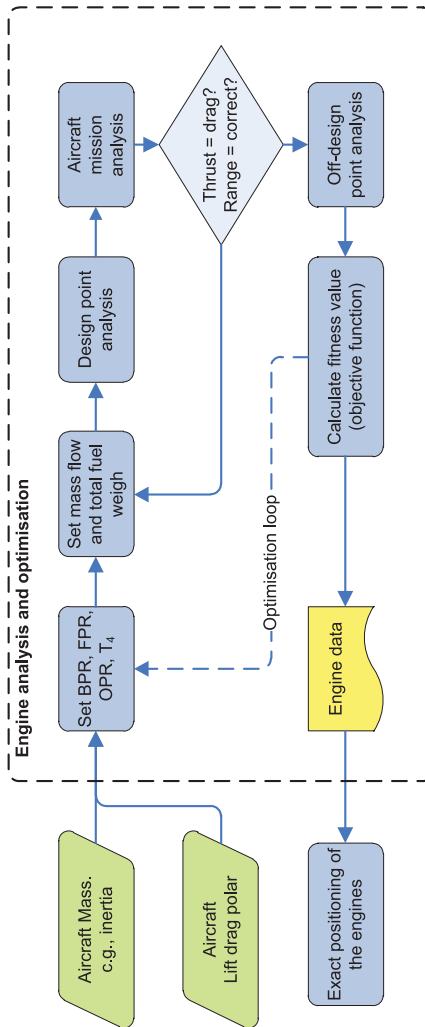 Engine analysis and optimisation
Aircraft Mass.
c.g., inertia
Aircraft
Lift drag polar
Set BPR, FPR,
OPR, T₄
Set mass flow
and total fuel
weigh
Design point
analysis
Aircraft
mission
analysis
Thrust = drag?
Range = correct?
Off-design
point analysis
Calculate fitness value
(objective function)
Optimisation loop
Engine data
Exact positioning of
the engines